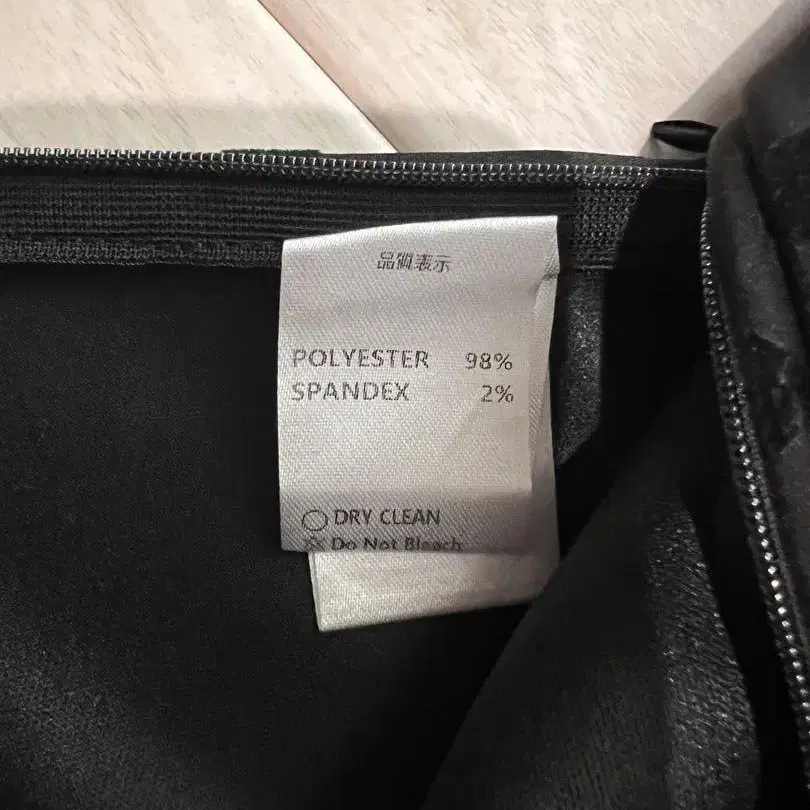 品質表示
POLYESTER 98%
SPANDEX 2%
DRY CLEAN
Do Not Bleach